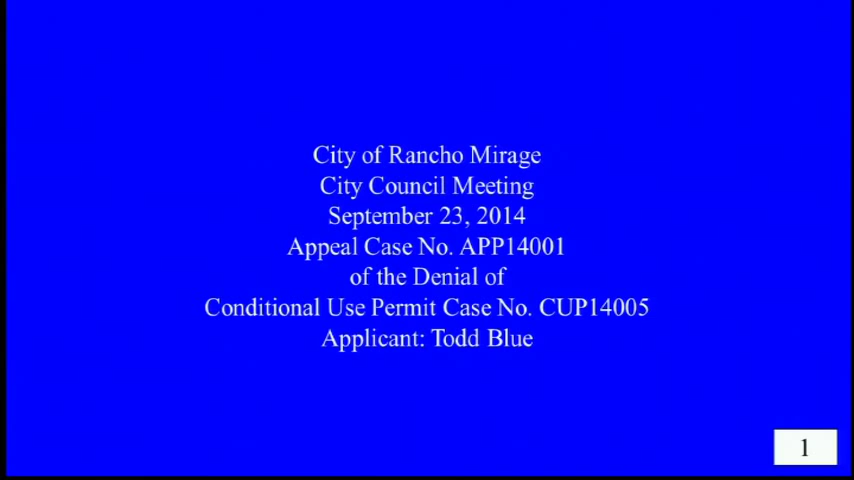 City of Rancho Mirage
City Council Meeting
September 23, 2014
Appeal Case No. APP14001
of the Denial of
Conditional Use Permit Case No. CUP14005
Applicant: Todd Blue
1